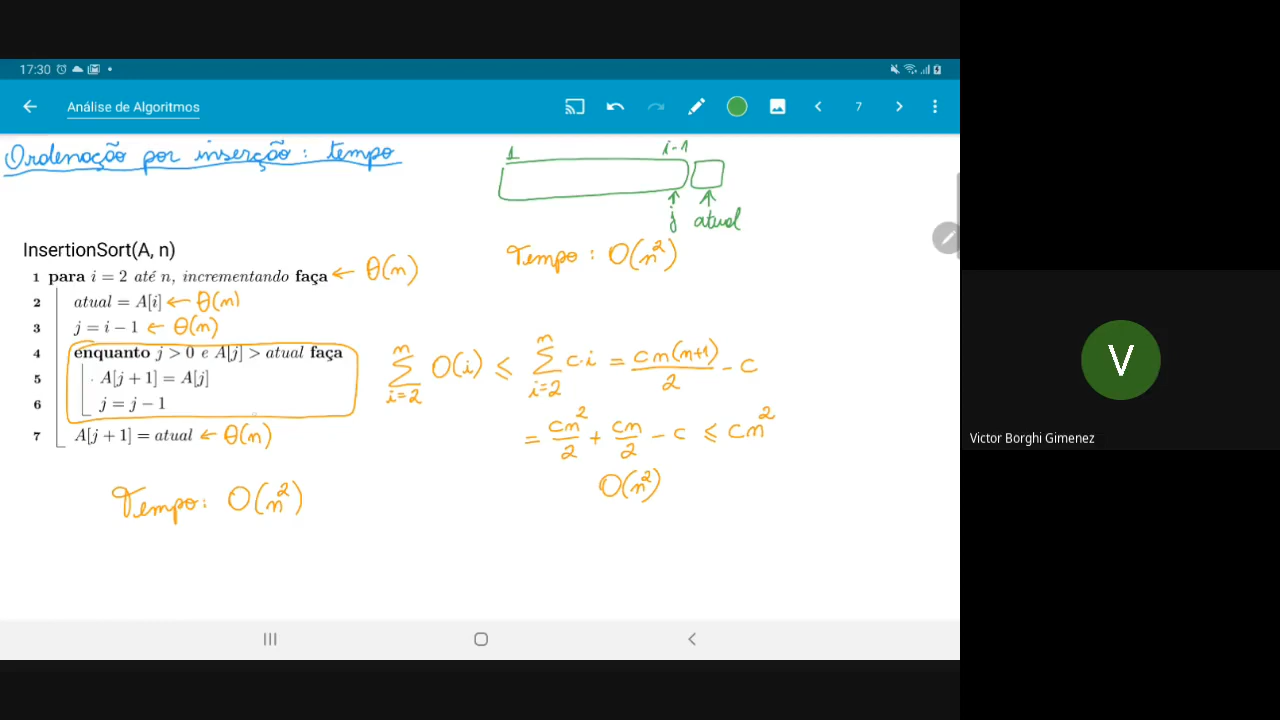 17:30
Análise de Algoritmos
7
Ordenação por inserção: tempo
1 i-1
j atual
InsertionSort(A, n)
Tempo: O(n²)
1 para i = 2 até n, incrementando faça ← Θ(n)
2 atual = A[i] ← Θ(n)
3 j = i − 1 ← Θ(n)
4 enquanto j > 0 e A[j] > atual faça
5 A[j + 1] = A[j]
6 j = j − 1
7 A[j + 1] = atual ← Θ(n)
∑_{i=2}^{n} O(i) ≤ ∑_{i=2}^{n} c·i = cn(n+1)/2 - c
= cn²/2 + cn/2 - c ≤ cn²
O(n²)
Tempo: O(n²)
V
Victor Borghi Gimenez